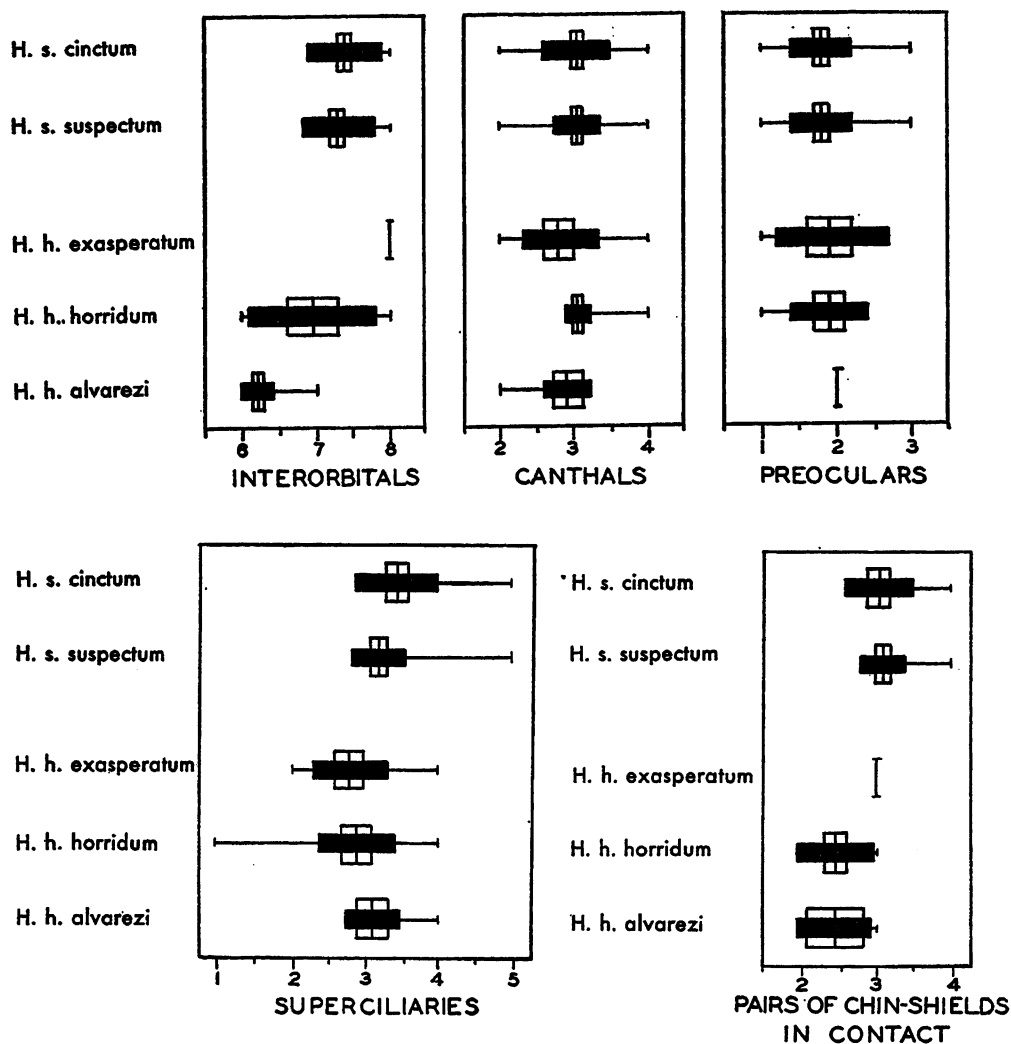 H. s. cinctum
H. s. suspectum
H. h. exasperatum
H. h. horridum
H. h. alvarezi
6 7 8
INTERORBITALS
2 3 4
CANTHALS
1 2 3
PREOCULARS
H. s. cinctum
H. s. suspectum
H. h. exasperatum
H. h. horridum
H. h. alvarezi
1 2 3 4 5
SUPERCILIARIES
H. s. cinctum
H. s. suspectum
H. h. exasperatum
H. h. horridum
H. h. alvarezi
2 3 4
PAIRS OF CHIN-SHIELDS
IN CONTACT